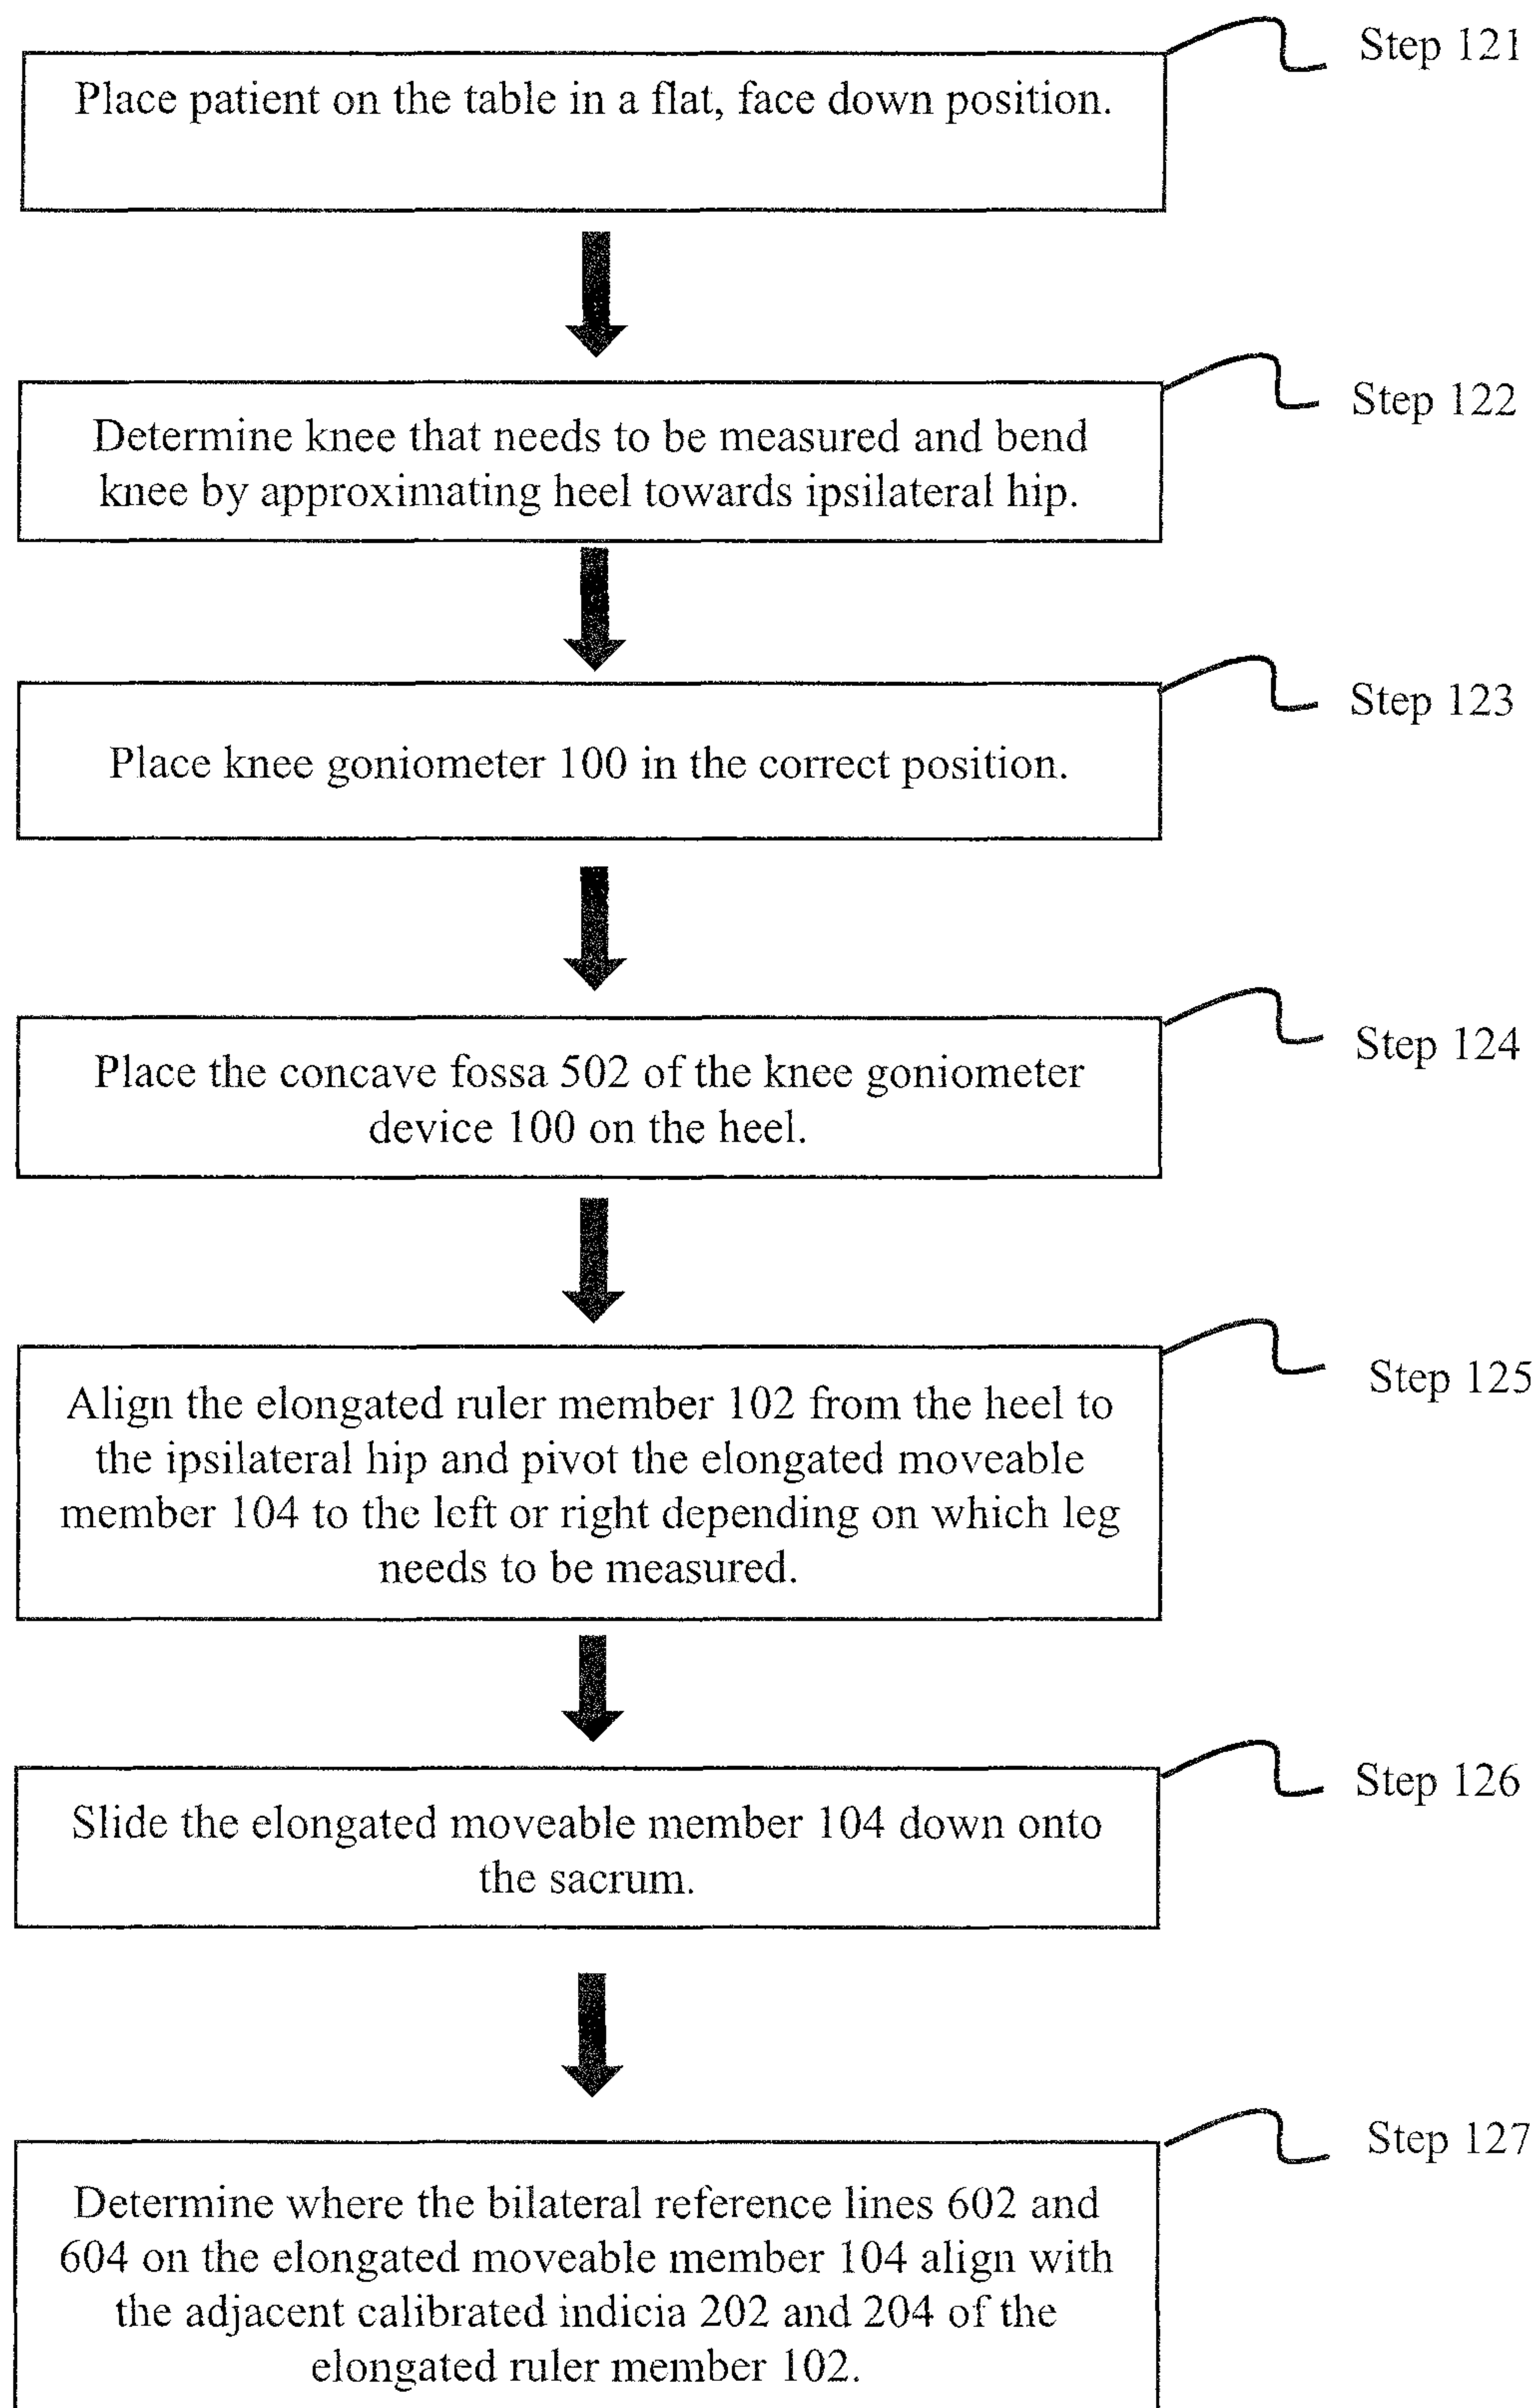 Step 121
Place patient on the table in a flat, face down position.
Step 122
Determine knee that needs to be measured and bend
knee by approximating heel towards ipsilateral hip.
Step 123
Place knee goniometer 100 in the correct position.
Step 124
Place the concave fossa 502 of the knee goniometer
device 100 on the heel.
Step 125
Align the elongated ruler member 102 from the heel to
the ipsilateral hip and pivot the elongated moveable
member 104 to the left or right depending on which leg
needs to be measured.
Step 126
Slide the elongated moveable member 104 down onto
the sacrum.
Step 127
Determine where the bilateral reference lines 602 and
604 on the elongated moveable member 104 align with
the adjacent calibrated indicia 202 and 204 of the
elongated ruler member 102.